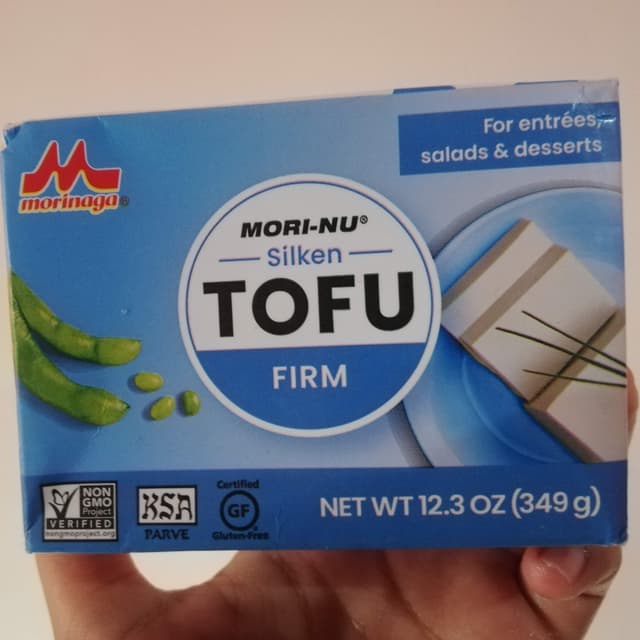 For entrées,
salads & desserts
morinaga®
MORI-NU®
Silken
TOFU
FIRM
NON
GMO
Project
VERIFIED
nongmoproject.org
KSA
PARVE
Certified
GF
Gluten-Free
NET WT 12.3 OZ (349 g)